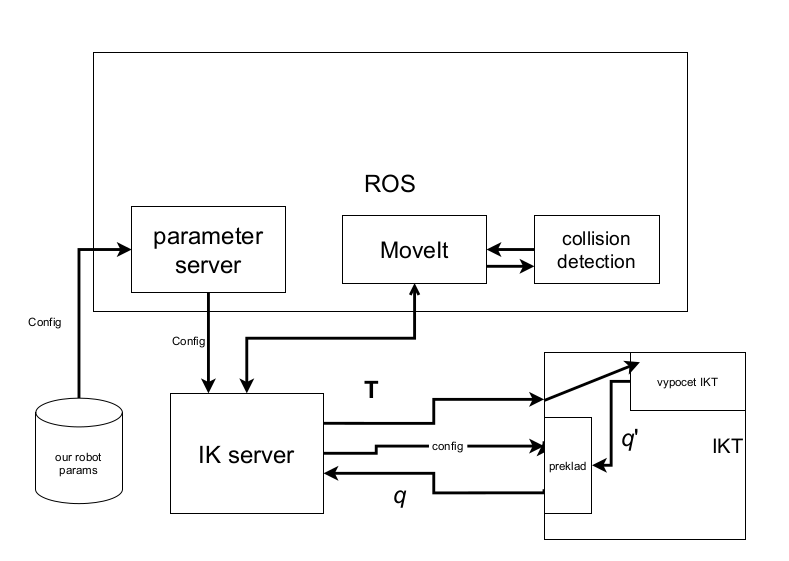 ROS
parameter
server
MoveIt
collision
detection
Config
Config
T
vypocet IKT
our robot
params
IK server
config
preklad
q'
IKT
q